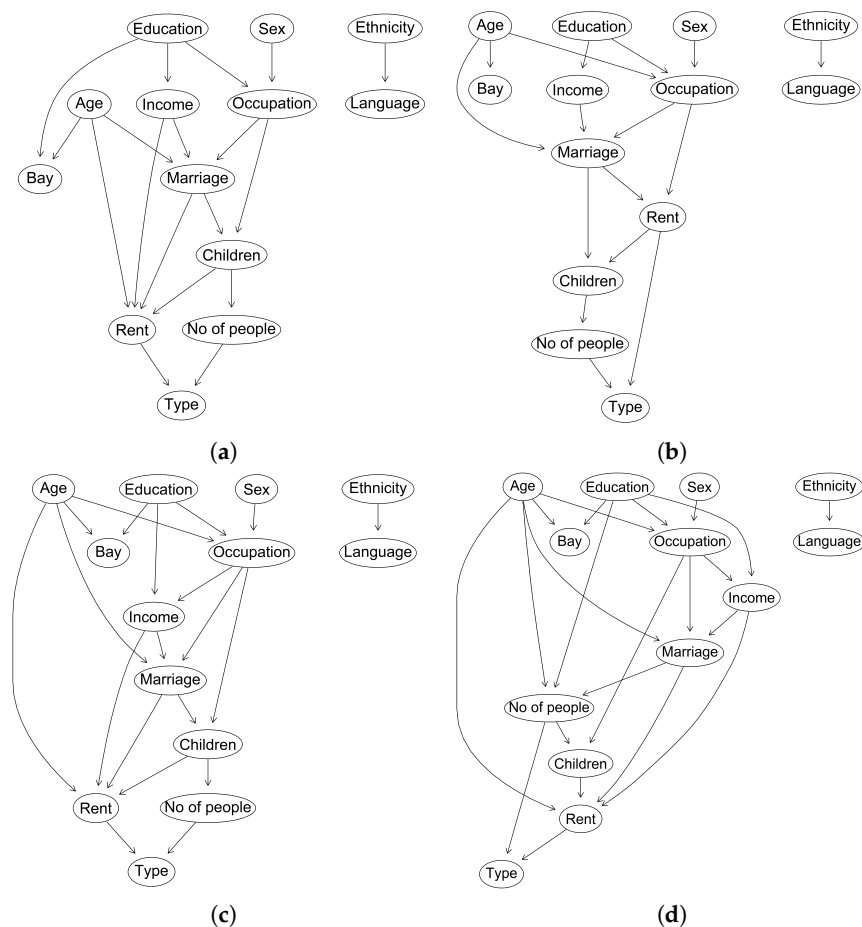 Education Sex Ethnicity
Age Income Occupation Language
Bay Marriage
Children
Rent No of people
Type
(a)
Age Education Sex Ethnicity
Bay Income Occupation Language
Marriage
Rent
Children
No of people
Type
(b)
Age Education Sex Ethnicity
Bay Occupation Language
Income
Marriage
Children
Rent No of people
Type
(c)
Age Education Sex Ethnicity
Bay Occupation Language
Income
Marriage
No of people
Children
Rent
Type
(d)